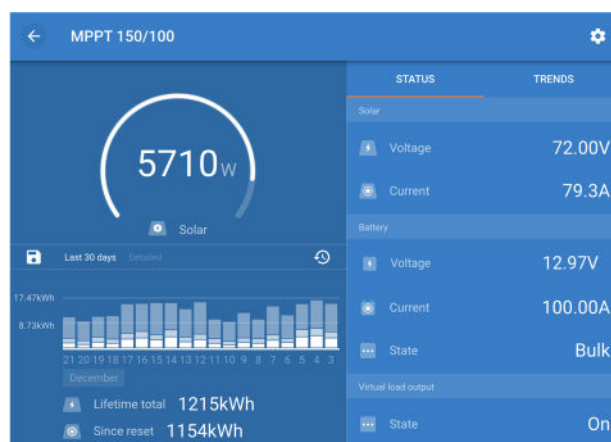 MPPT 150/100
5710W
Solar
Last 30 days Detailed
17.47kWh
8.73kWh
21 20 19 18 17 16 15 14 13 12 11 10 9 8 7 6 5 4 3
December
Lifetime total 1215kWh
Since reset 1154kWh
STATUS TRENDS
Solar
Voltage 72.00V
Current 79.3A
Battery
Voltage 12.97V
Current 100.00A
State Bulk
Virtual load output
State On